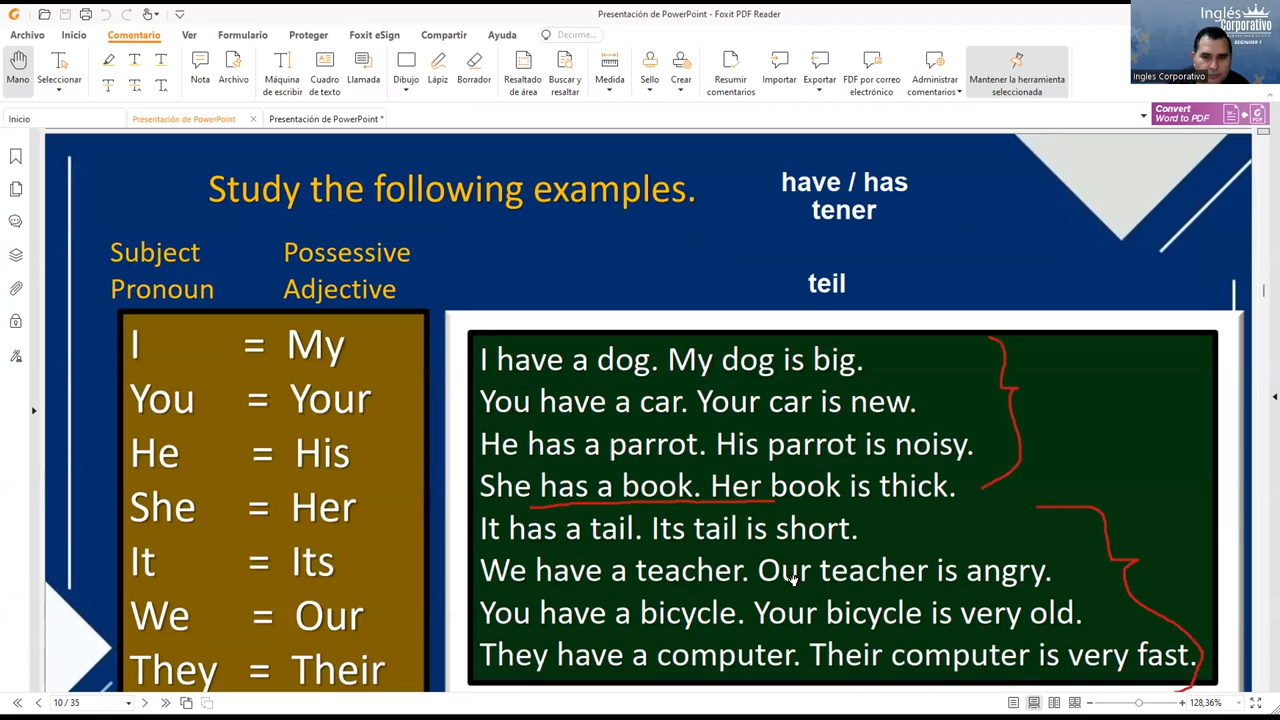 Presentación de PowerPoint - Foxit PDF Reader
Archivo Inicio Comentario Ver Formulario Proteger Foxit eSign Compartir Ayuda Decirme...
Mano Seleccionar Nota Archivo Máquina de escribir Cuadro de texto Llamada Dibujo Lápiz Borrador Resaltado de área Buscar y resaltar Medida Sello Crear Resumir comentarios Importar Exportar FDF por correo electrónico Administrar comentarios Mantener la herramienta seleccionada
Inglés Corporativo
BEGINNER 1
Ingles Corporativo
Inicio Presentación de PowerPoint Presentación de PowerPoint *
Convert Word to PDF
Study the following examples.
have / has
tener
teil
Subject Pronoun
Possessive Adjective
I = My
You = Your
He = His
She = Her
It = Its
We = Our
They = Their
I have a dog. My dog is big.
You have a car. Your car is new.
He has a parrot. His parrot is noisy.
She has a book. Her book is thick.
It has a tail. Its tail is short.
We have a teacher. Our teacher is angry.
You have a bicycle. Your bicycle is very old.
They have a computer. Their computer is very fast.
10 / 35
128,36%